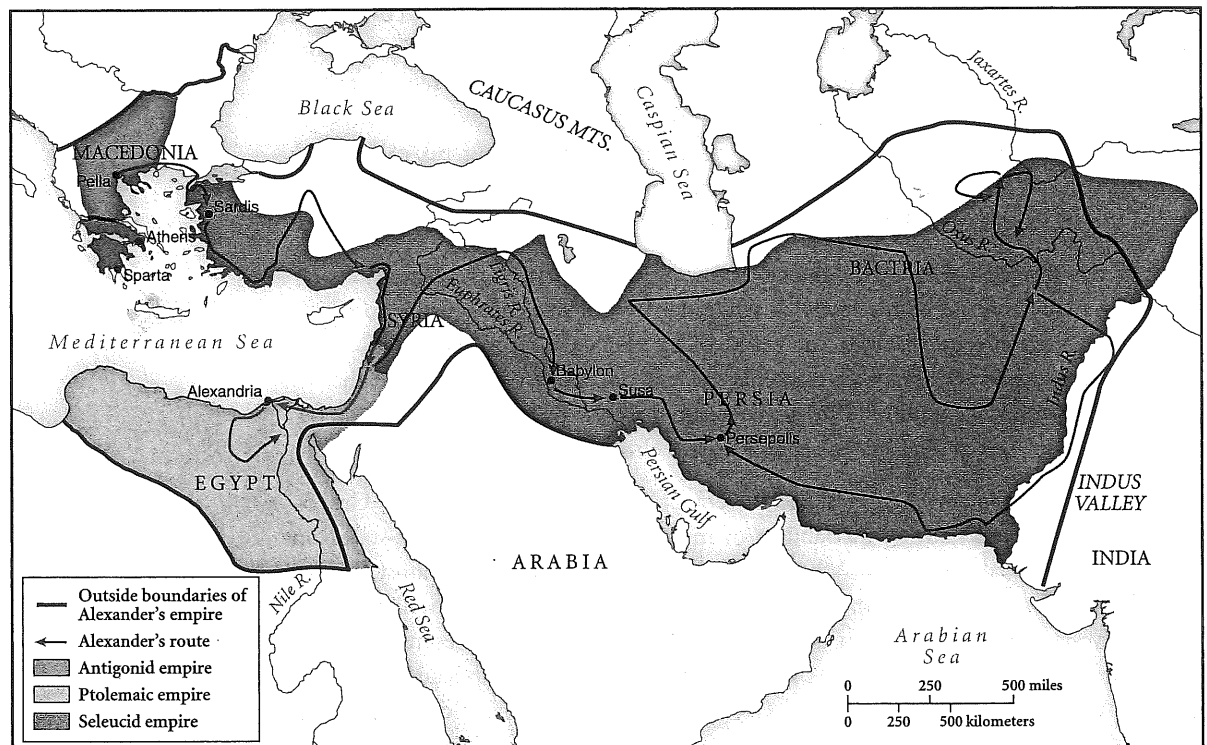 Black Sea
CAUCASUS MTS.
Caspian Sea
Jaxartes R.
MACEDONIA
Pella
Sardis
Athens
Sparta
Oxus R.
BACTRIA
Tigris R.
Euphrates R.
SYRIA
Mediterranean Sea
Babylon
Susa
PERSIA
Indus R.
Alexandria
Persepolis
EGYPT
Persian Gulf
INDUS
VALLEY
ARABIA
INDIA
Nile R.
Red Sea
Arabian
Sea
Outside boundaries of
Alexander's empire
Alexander's route
Antigonid empire
Ptolemaic empire
Seleucid empire
0 250 500 miles
0 250 500 kilometers